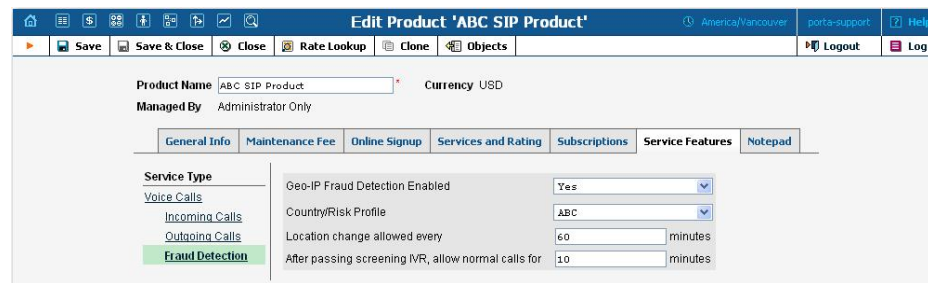 Edit Product 'ABC SIP Product' America/Vancouver porta-support Help
Save Save & Close Close Rate Lookup Clone Objects Logout Log
Product Name ABC SIP Product * Currency USD
Managed By Administrator Only
General Info Maintenance Fee Online Signup Services and Rating Subscriptions Service Features Notepad
Service Type
Voice Calls
Incoming Calls
Outgoing Calls
Fraud Detection
Geo-IP Fraud Detection Enabled Yes
Country/Risk Profile ABC
Location change allowed every 60 minutes
After passing screening IVR, allow normal calls for 10 minutes